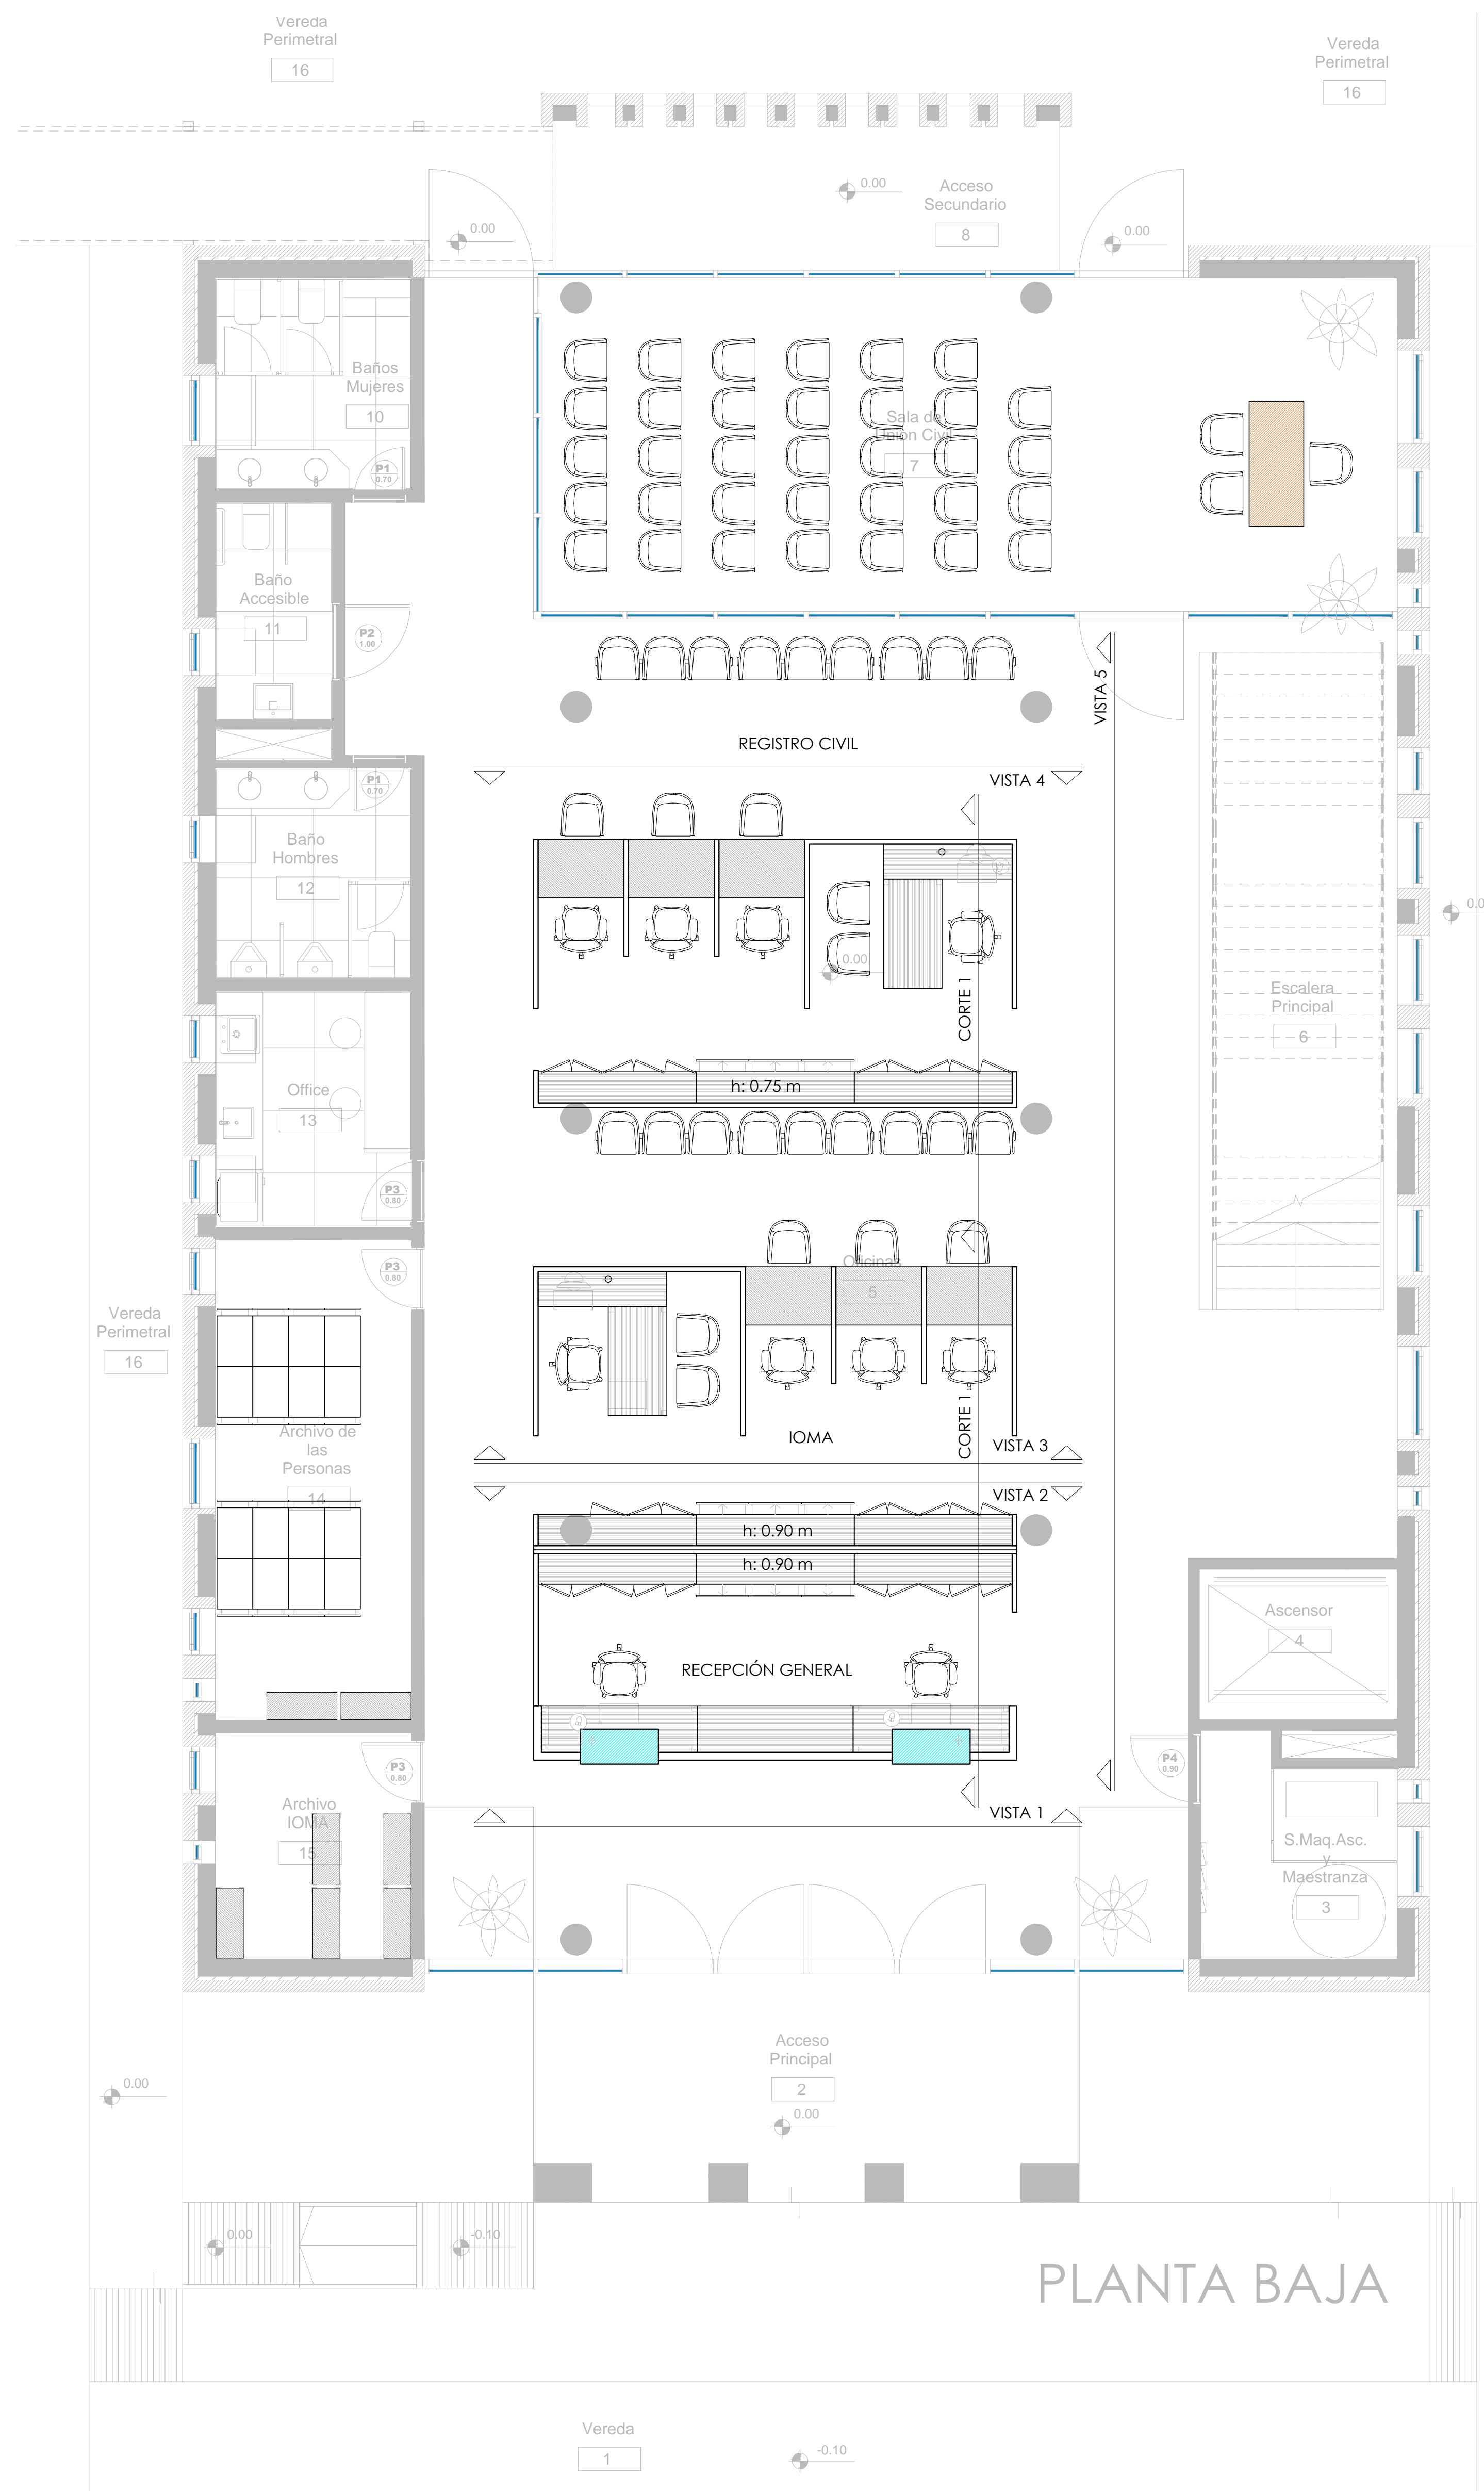 Vereda
Perimetral
16
Vereda
Perimetral
16
0.00
Acceso
Secundario
8
0.00
0.00
Baños
Mujeres
10
P1
0.70
Sala de
Unión Civil
7
Baño
Accesible
11
P2
1.00
VISTA 5
REGISTRO CIVIL
VISTA 4
P1
0.70
Baño
Hombres
12
0.00
CORTE 1
Escalera
Principal
6
Office
13
h: 0.75 m
P3
0.80
P3
0.80
Oficinas
5
Vereda
Perimetral
16
Archivo de
las
Personas
14
IOMA
CORTE 1
VISTA 3
VISTA 2
h: 0.90 m
h: 0.90 m
Ascensor
4
RECEPCIÓN GENERAL
P3
0.80
P4
0.90
Archivo
IOMA
15
VISTA 1
S.Maq.Asc.
y
Maestranza
3
Acceso
Principal
2
0.00
0.00
0.00
-0.10
PLANTA BAJA
Vereda
1
-0.10